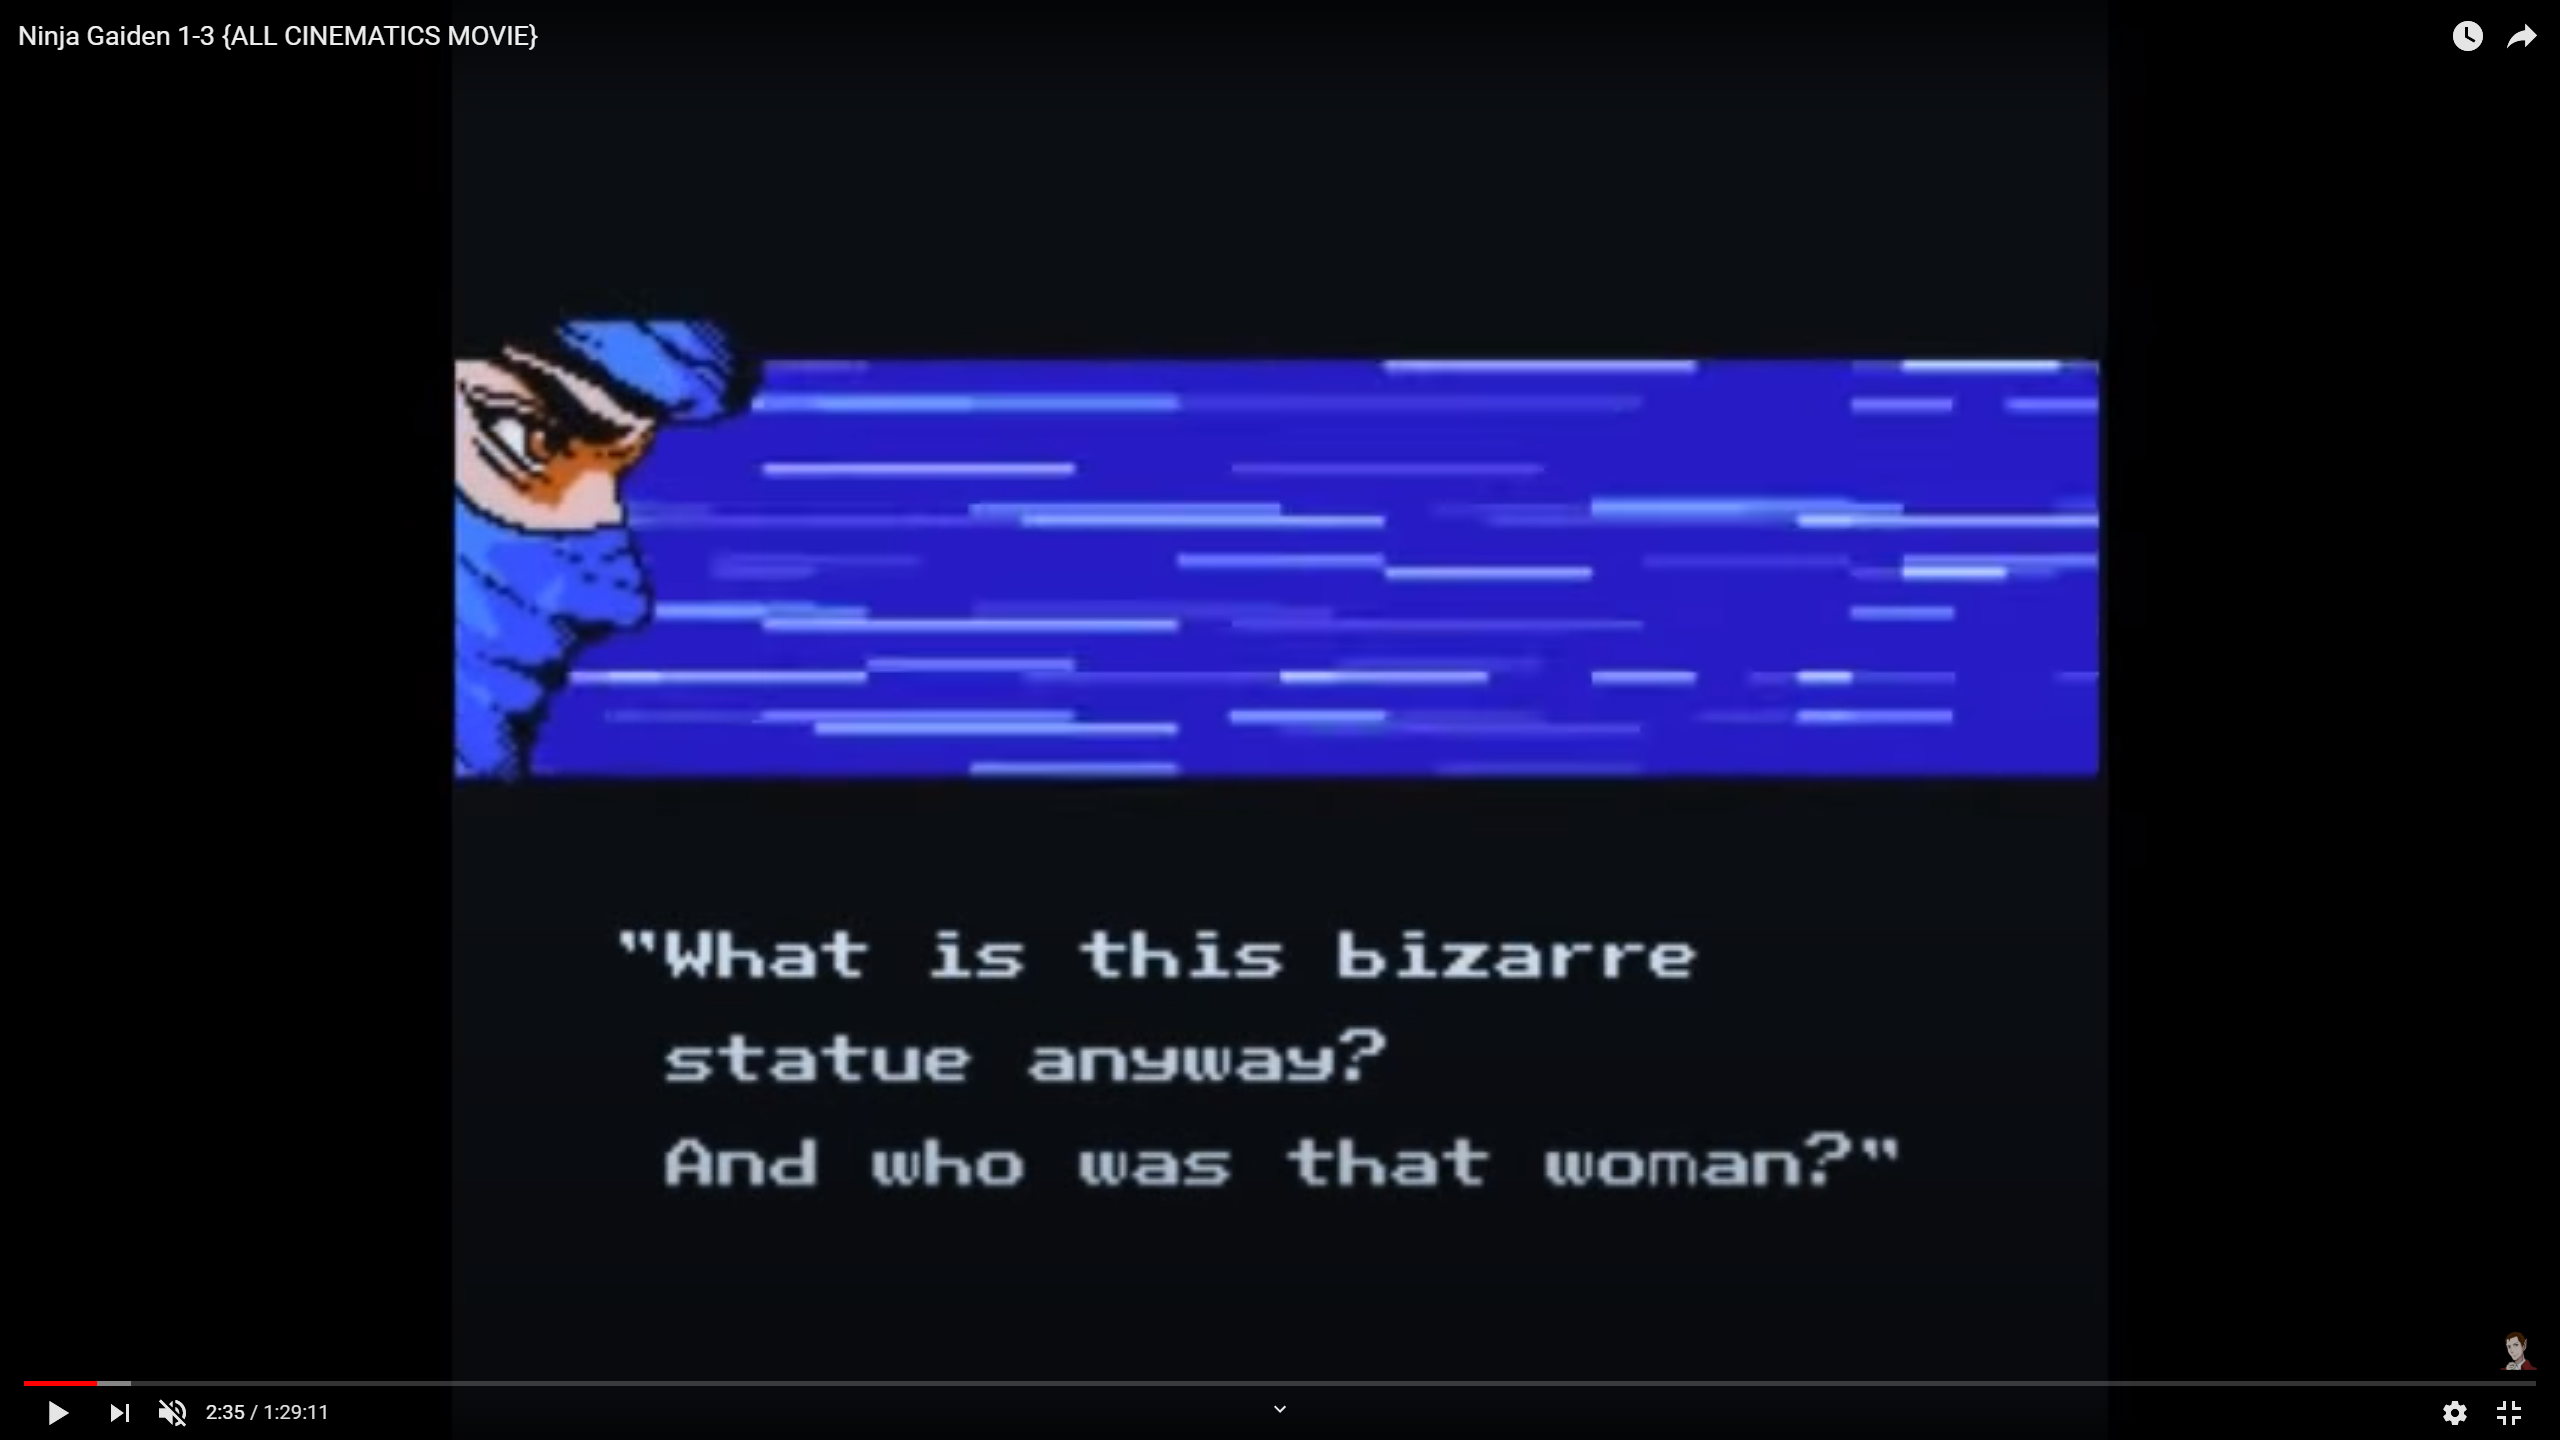 Ninja Gaiden 1-3 {ALL CINEMATICS MOVIE}
"What is this bizarre
statue anyway?
And who was that woman?"
2:35 / 1:29:11